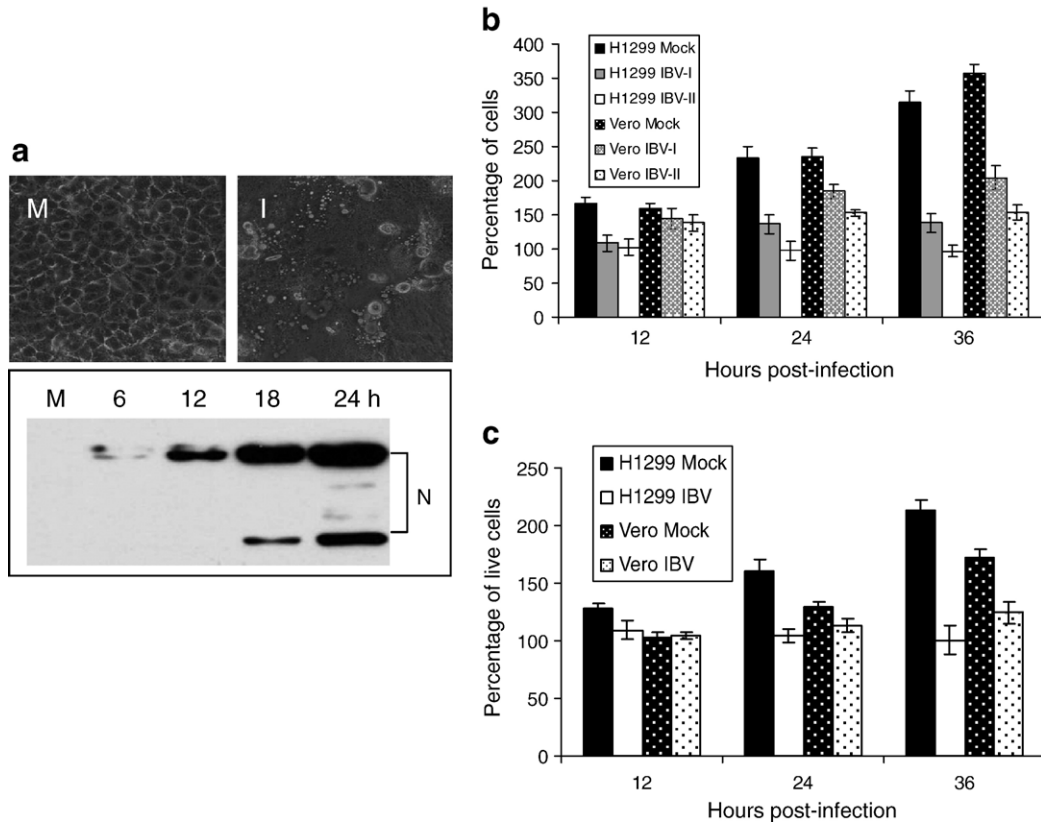 a
M
I
M 6 12 18 24 h
N
b
Percentage of cells
400
350
300
250
200
150
100
50
0
H1299 Mock
H1299 IBV-I
H1299 IBV-II
Vero Mock
Vero IBV-I
Vero IBV-II
12 24 36
Hours post-infection
c
Percentage of live cells
250
200
150
100
50
0
H1299 Mock
H1299 IBV
Vero Mock
Vero IBV
12 24 36
Hours post-infection